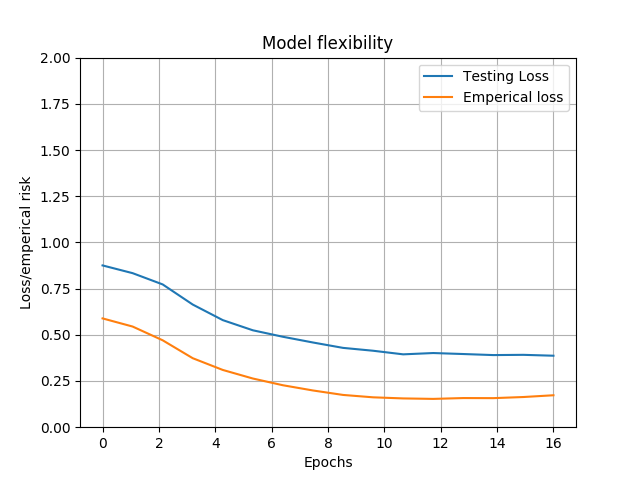 Model flexibility
2.00
1.75
1.50
1.25
1.00
0.75
0.50
0.25
0.00
Loss/emperical risk
Testing Loss
Emperical loss
0 2 4 6 8 10 12 14 16
Epochs